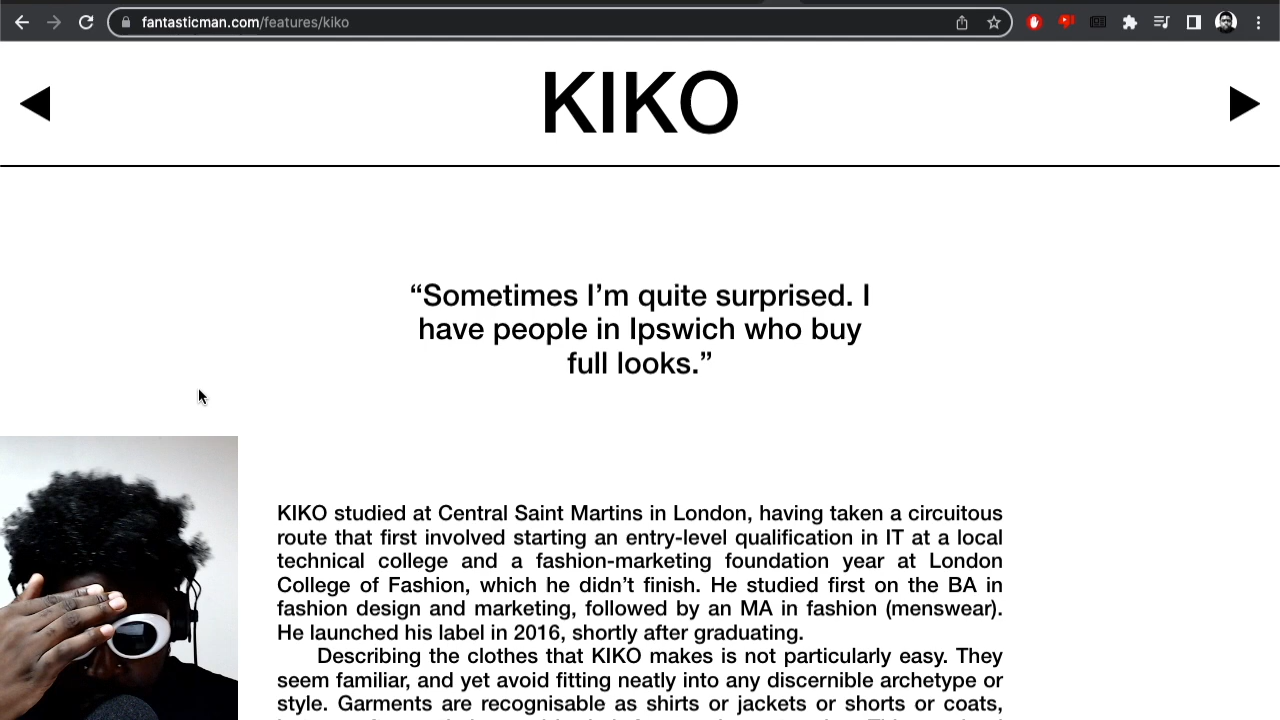 fantasticman.com/features/kiko
KIKO
“Sometimes I’m quite surprised. I
have people in Ipswich who buy
full looks.”
KIKO studied at Central Saint Martins in London, having taken a circuitous
route that first involved starting an entry-level qualification in IT at a local
technical college and a fashion-marketing foundation year at London
College of Fashion, which he didn’t finish. He studied first on the BA in
fashion design and marketing, followed by an MA in fashion (menswear).
He launched his label in 2016, shortly after graduating.
Describing the clothes that KIKO makes is not particularly easy. They
seem familiar, and yet avoid fitting neatly into any discernible archetype or
style. Garments are recognisable as shirts or jackets or shorts or coats,